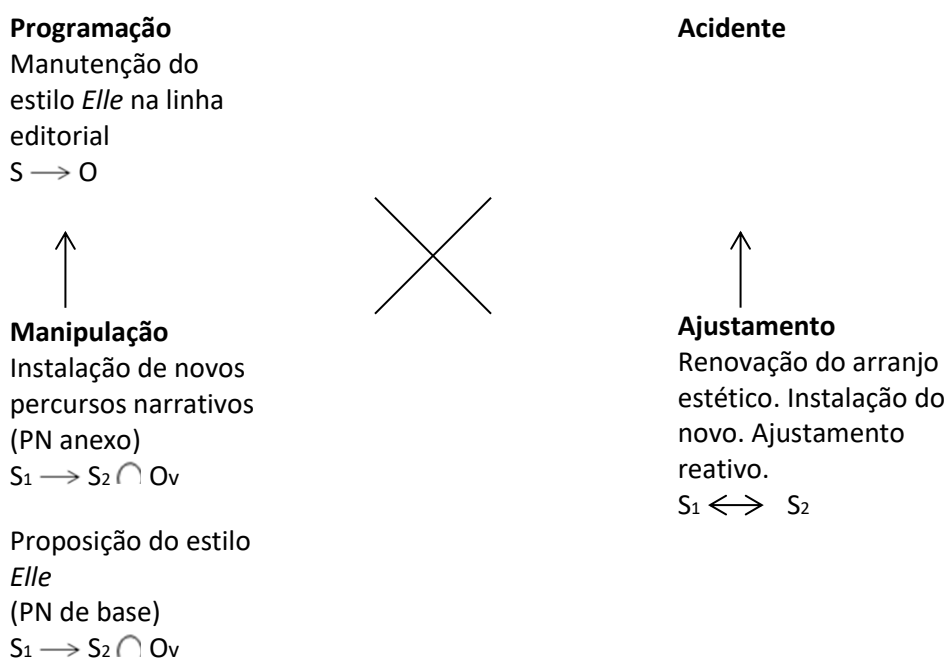 Programação
Manutenção do
estilo Elle na linha
editorial
S ⟶ O
Acidente
Manipulação
Instalação de novos
percursos narrativos
(PN anexo)
S₁ ⟶ S₂ ∩ Ov
Proposição do estilo
Elle
(PN de base)
S₁ ⟶ S₂ ∩ Ov
Ajustamento
Renovação do arranjo
estético. Instalação do
novo. Ajustamento
reativo.
S₁ ⟷ S₂